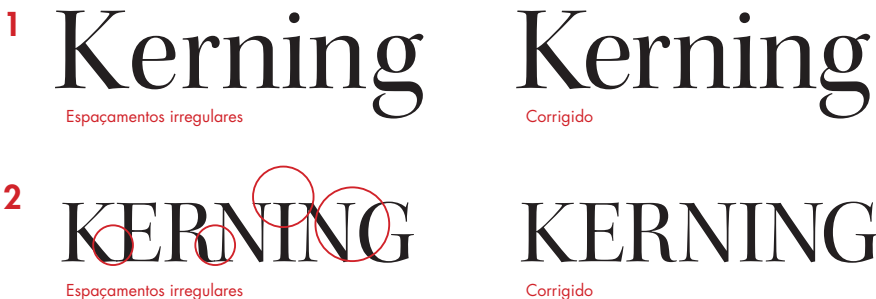 1 Kerning Kerning
Espaçamentos irregulares Corrigido
2 KERNING KERNING
Espaçamentos irregulares Corrigido